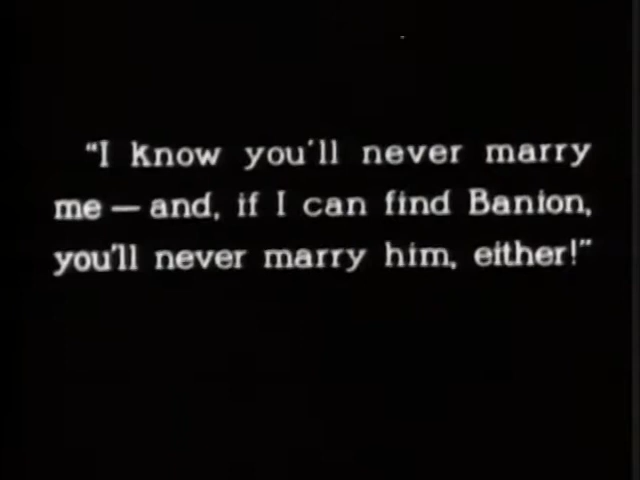 "I know you'll never marry
me — and, if I can find Banion,
you'll never marry him, either!"